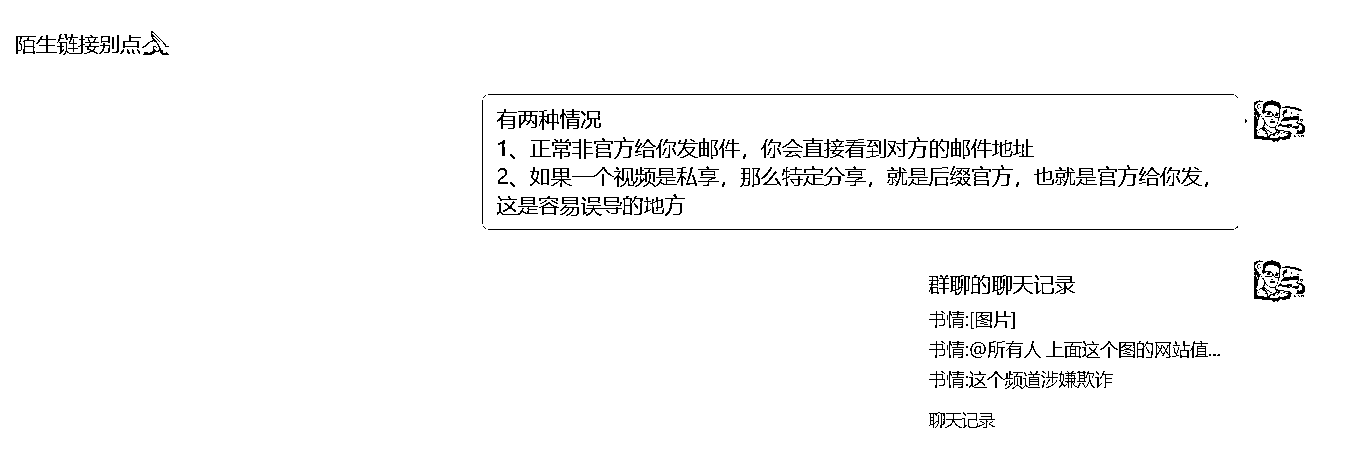 陌生链接别点
有两种情况
1、正常非官方给你发邮件，你会直接看到对方的邮件地址
2、如果一个视频是私享，那么特定分享，就是后缀官方，也就是官方给你发，
这是容易误导的地方
群聊的聊天记录
书情:[图片]
书情:@所有人 上面这个图的网站值...
书情:这个频道涉嫌欺诈
聊天记录